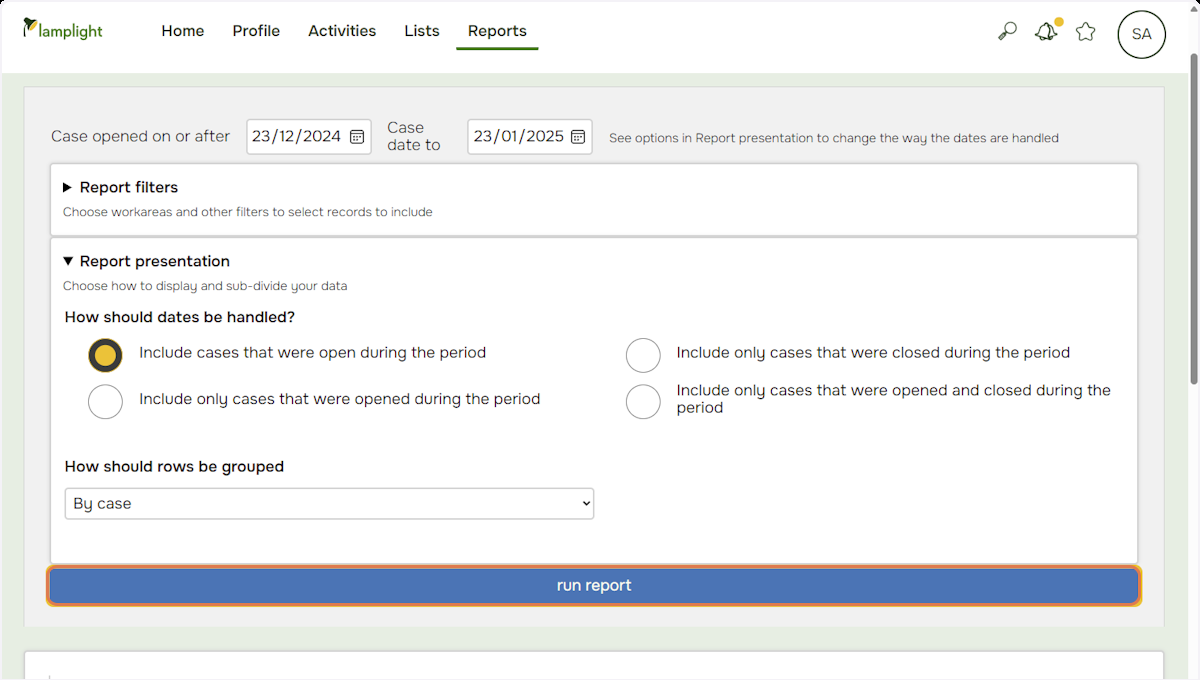 lamplight
Home Profile Activities Lists Reports
SA
Case opened on or after 23/12/2024 Case date to 23/01/2025 See options in Report presentation to change the way the dates are handled
Report filters
Choose workareas and other filters to select records to include
Report presentation
Choose how to display and sub-divide your data
How should dates be handled?
Include cases that were open during the period
Include only cases that were closed during the period
Include only cases that were opened during the period
Include only cases that were opened and closed during the
period
How should rows be grouped
By case
run report